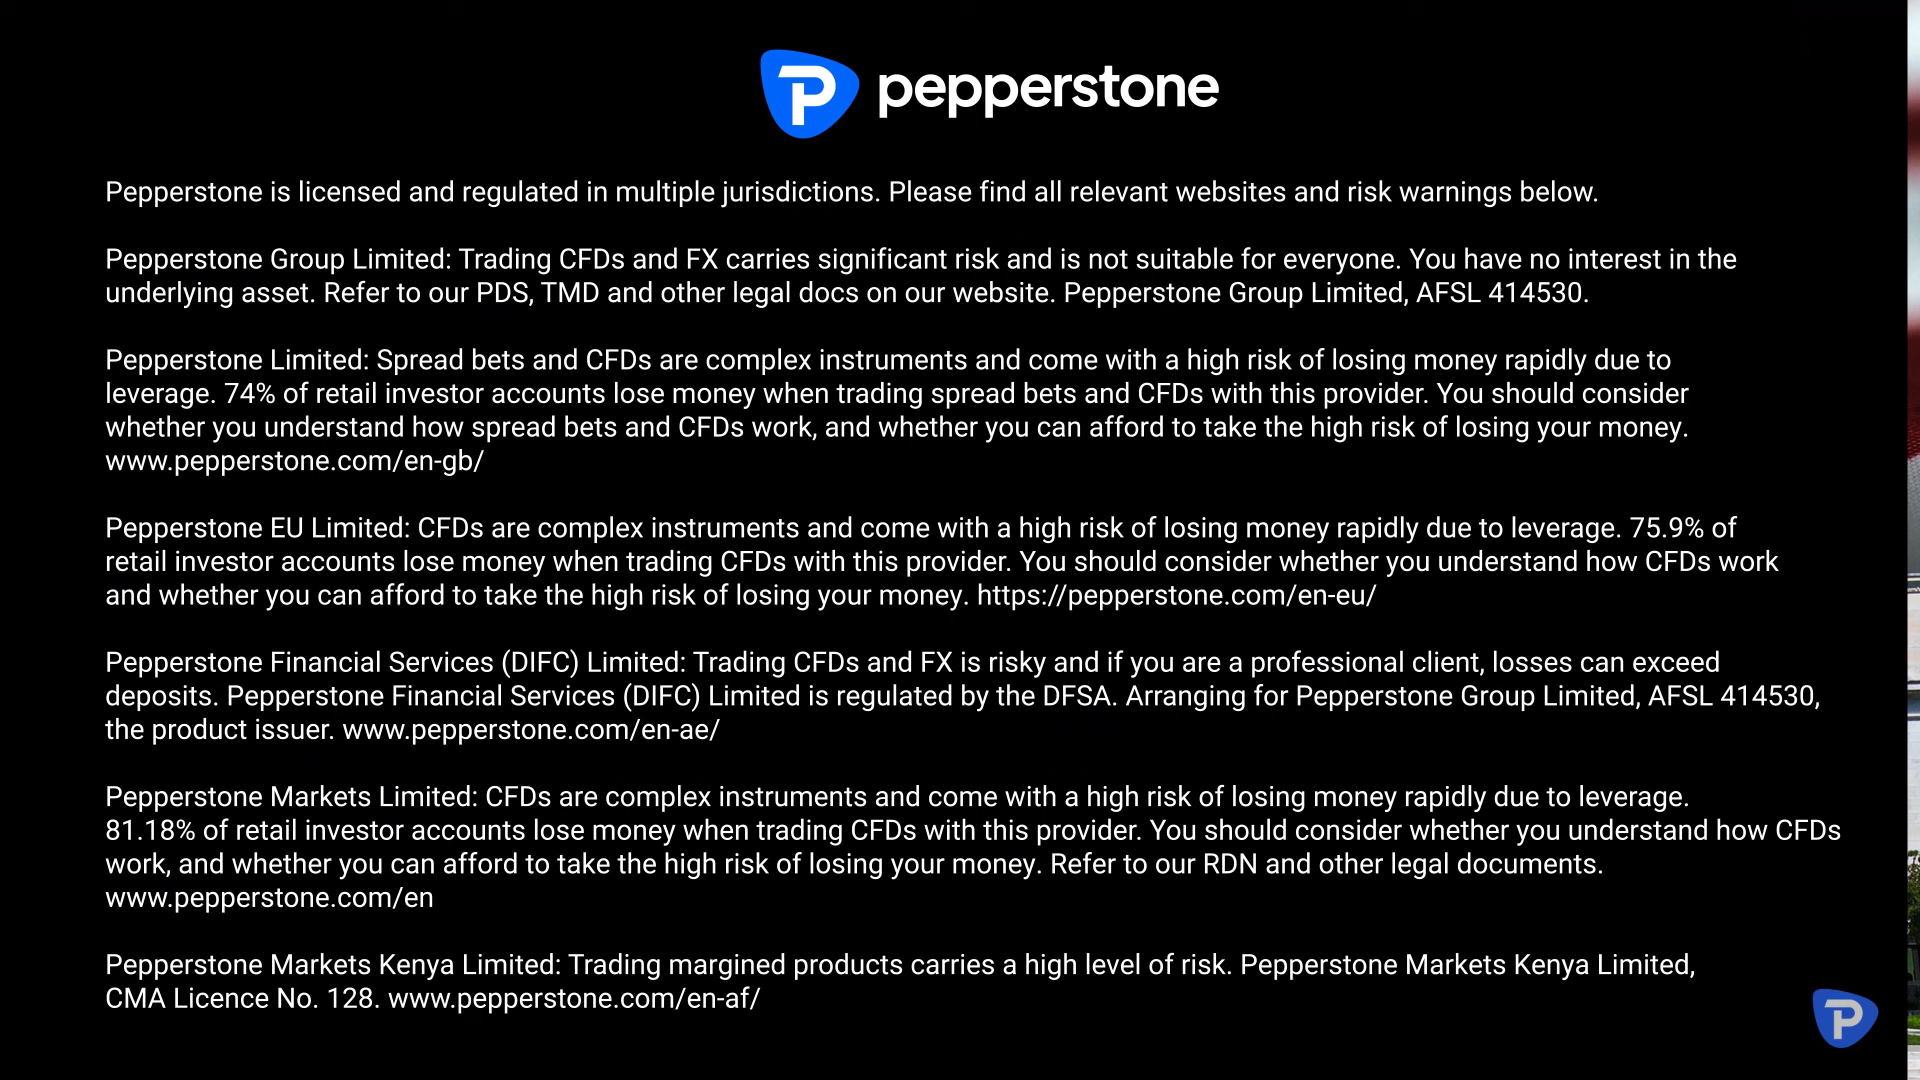 pepperstone
Pepperstone is licensed and regulated in multiple jurisdictions. Please find all relevant websites and risk warnings below.
Pepperstone Group Limited: Trading CFDs and FX carries significant risk and is not suitable for everyone. You have no interest in the
underlying asset. Refer to our PDS, TMD and other legal docs on our website. Pepperstone Group Limited, AFSL 414530.
Pepperstone Limited: Spread bets and CFDs are complex instruments and come with a high risk of losing money rapidly due to
leverage. 74% of retail investor accounts lose money when trading spread bets and CFDs with this provider. You should consider
whether you understand how spread bets and CFDs work, and whether you can afford to take the high risk of losing your money.
www.pepperstone.com/en-gb/
Pepperstone EU Limited: CFDs are complex instruments and come with a high risk of losing money rapidly due to leverage. 75.9% of
retail investor accounts lose money when trading CFDs with this provider. You should consider whether you understand how CFDs work
and whether you can afford to take the high risk of losing your money. https://pepperstone.com/en-eu/
Pepperstone Financial Services (DIFC) Limited: Trading CFDs and FX is risky and if you are a professional client, losses can exceed
deposits. Pepperstone Financial Services (DIFC) Limited is regulated by the DFSA. Arranging for Pepperstone Group Limited, AFSL 414530,
the product issuer. www.pepperstone.com/en-ae/
Pepperstone Markets Limited: CFDs are complex instruments and come with a high risk of losing money rapidly due to leverage.
81.18% of retail investor accounts lose money when trading CFDs with this provider. You should consider whether you understand how CFDs
work, and whether you can afford to take the high risk of losing your money. Refer to our RDN and other legal documents.
www.pepperstone.com/en
Pepperstone Markets Kenya Limited: Trading margined products carries a high level of risk. Pepperstone Markets Kenya Limited,
CMA Licence No. 128. www.pepperstone.com/en-af/